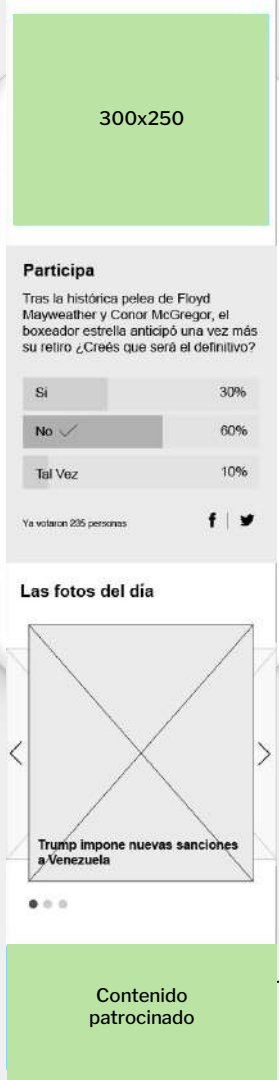 300x250
Participa
Tras la histórica pelea de Floyd
Mayweather y Conor McGregor, el
boxeador estrella anticipó una vez más
su retiro ¿Creés que será el definitivo?
Si 30%
No 60%
Tal Vez 10%
Ya votaron 235 personas
Las fotos del día
Trump impone nuevas sanciones
a Venezuela
Contenido
patrocinado